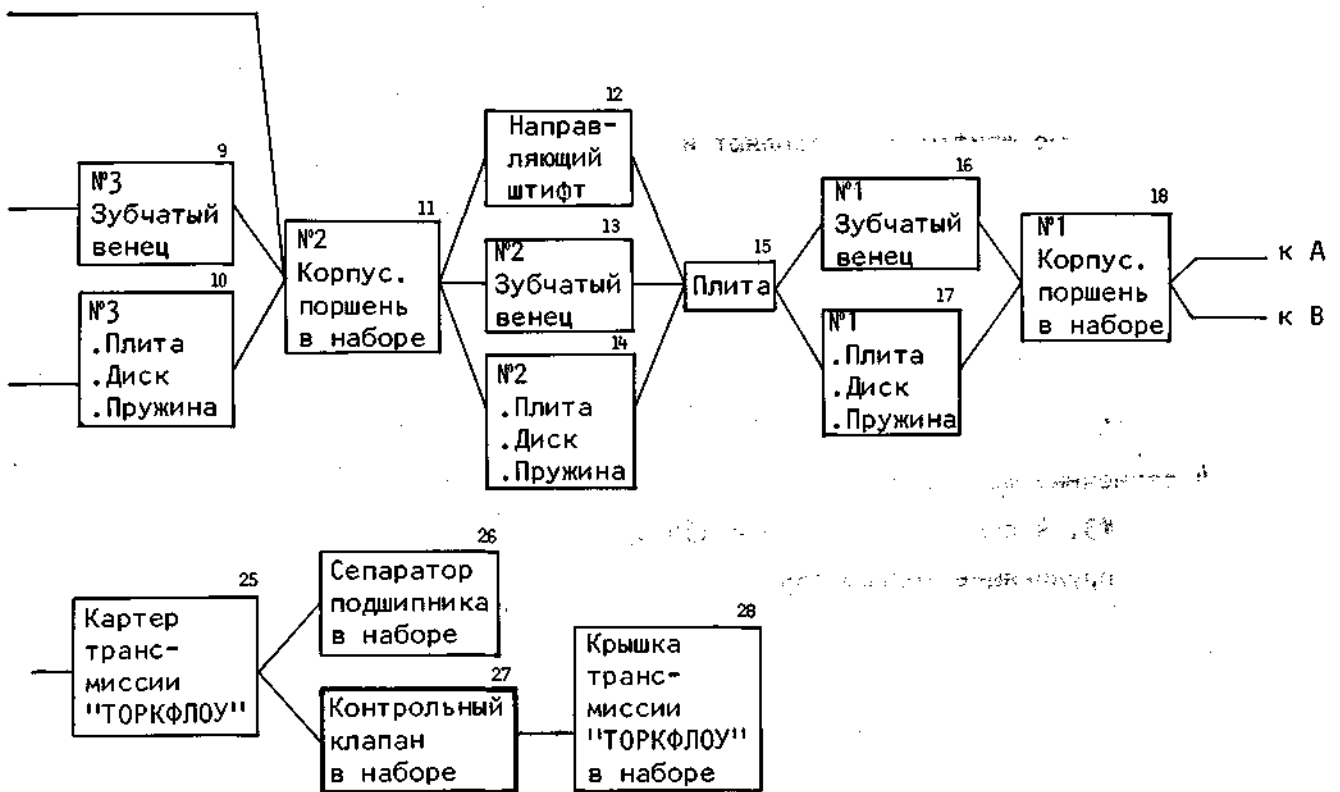 9
№3
Зубчатый
венец
10
№3
.Плита
.Диск
.Пружина
11
№2
Корпус.
поршень
в наборе
12
Направ-
ляющий
штифт
13
№2
Зубчатый
венец
14
№2
.Плита
.Диск
.Пружина
15
Плита
16
№1
Зубчатый
венец
17
№1
.Плита
.Диск
.Пружина
18
№1
Корпус.
поршень
в наборе
к А
к В
25
Картер
транс-
миссии
"ТОРКФЛОУ"
26
Сепаратор
подшипника
в наборе
27
Контрольный
клапан
в наборе
28
Крышка
транс-
миссии
"ТОРКФЛОУ"
в наборе